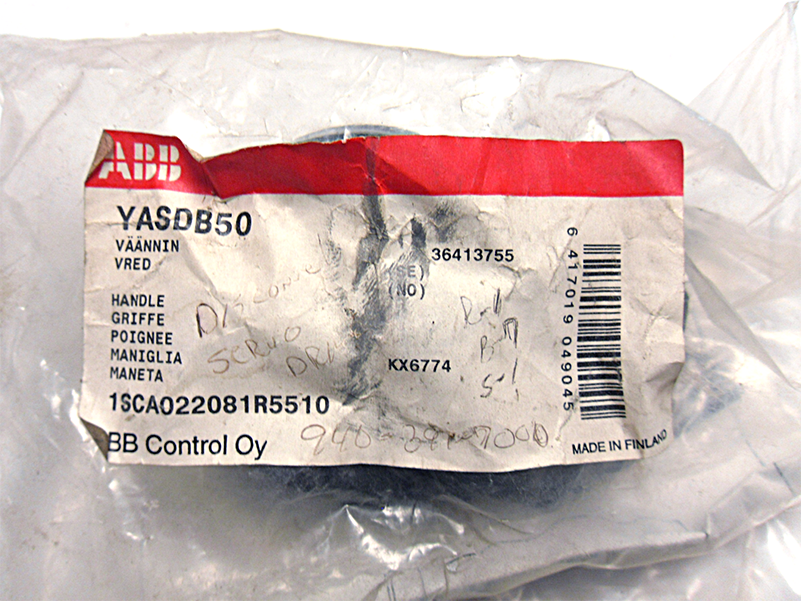 ABB
YASDB50
VÄÄNNIN
VRED
36413755
(SE)
(NO)
HANDLE
GRIFFE
POIGNEE
MANIGLIA
MANETA
KX6774
SERVO
1SCA022081R5510
BB Control Oy
MADE IN FINLAND
6 417019 049045